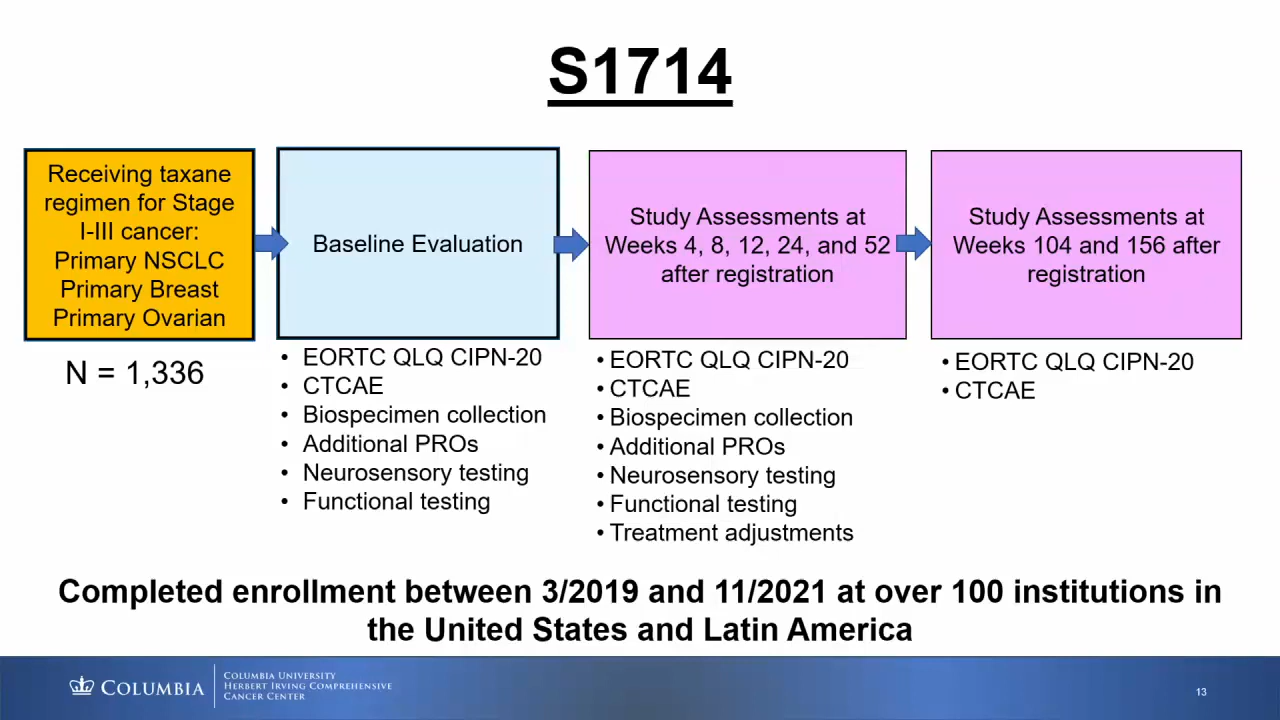 S1714
Receiving taxane
regimen for Stage
I-III cancer:
Primary NSCLC
Primary Breast
Primary Ovarian
N = 1,336
Baseline Evaluation
• EORTC QLQ CIPN-20
• CTCAE
• Biospecimen collection
• Additional PROs
• Neurosensory testing
• Functional testing
Study Assessments at
Weeks 4, 8, 12, 24, and 52
after registration
• EORTC QLQ CIPN-20
• CTCAE
• Biospecimen collection
• Additional PROs
• Neurosensory testing
• Functional testing
• Treatment adjustments
Study Assessments at
Weeks 104 and 156 after
registration
• EORTC QLQ CIPN-20
• CTCAE
Completed enrollment between 3/2019 and 11/2021 at over 100 institutions in
the United States and Latin America
COLUMBIA
COLUMBIA UNIVERSITY
HERBERT IRVING COMPREHENSIVE
CANCER CENTER
13